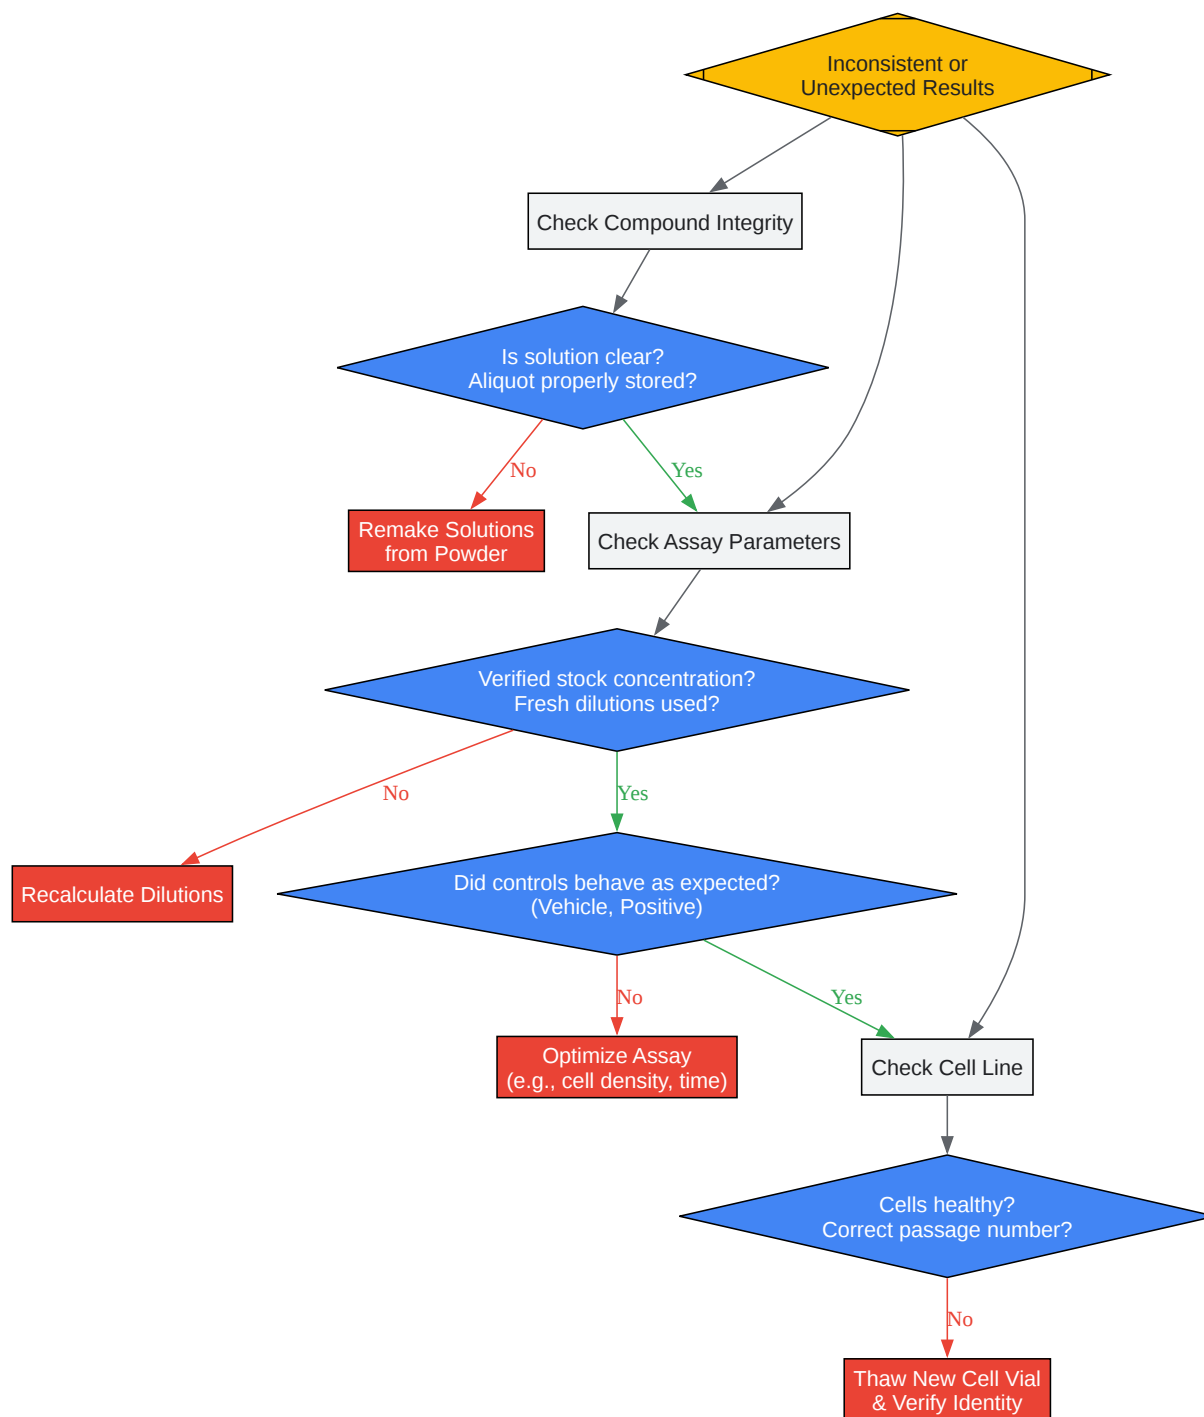 Inconsistent or
Unexpected Results
Check Compound Integrity
Is solution clear?
Aliquot properly stored?
No
Yes
Remake Solutions
from Powder
Check Assay Parameters
Verified stock concentration?
Fresh dilutions used?
No
Yes
Recalculate Dilutions
Did controls behave as expected?
(Vehicle, Positive)
No
Yes
Optimize Assay
(e.g., cell density, time)
Check Cell Line
Cells healthy?
Correct passage number?
No
Thaw New Cell Vial
& Verify Identity